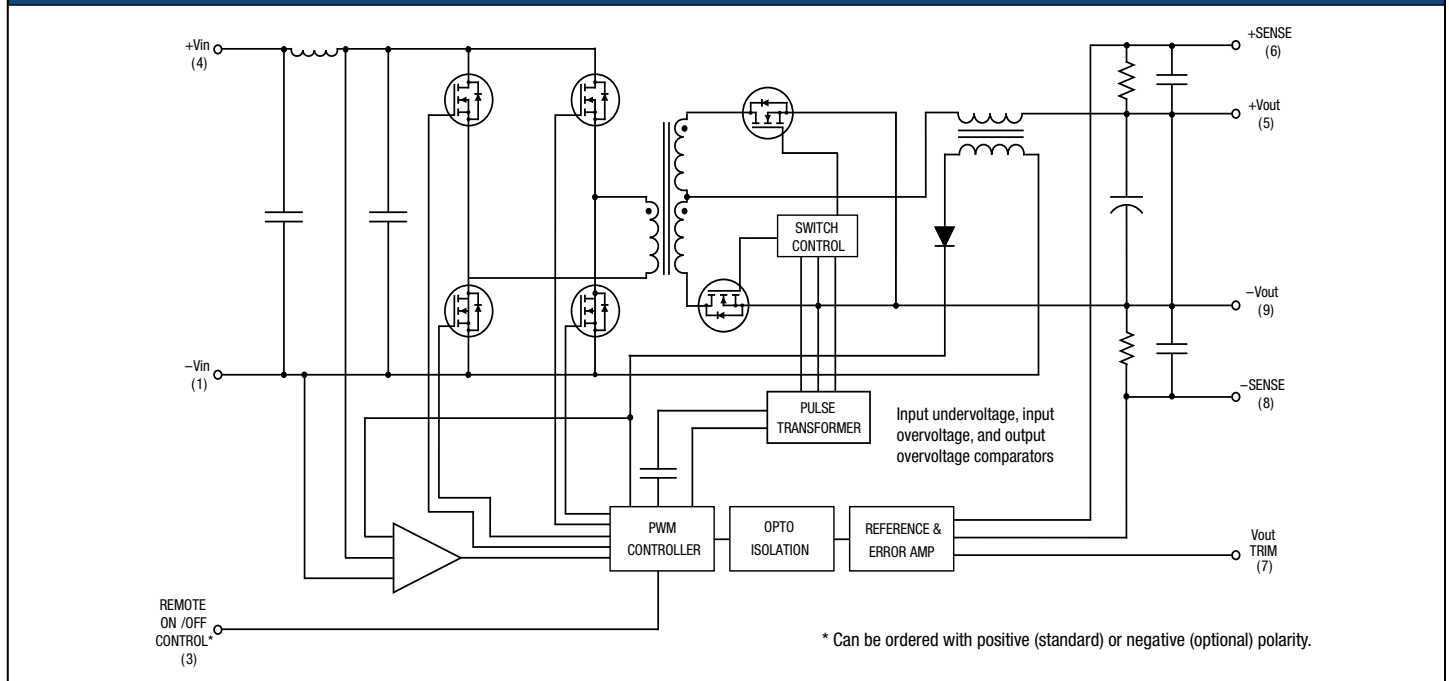 +Vin
(4)
−Vin
(1)
REMOTE
ON /OFF
CONTROL*
(3)
SWITCH
CONTROL
PULSE
TRANSFORMER
Input undervoltage, input
overvoltage, and output
overvoltage comparators
PWM
CONTROLLER
OPTO
ISOLATION
REFERENCE &
ERROR AMP
+SENSE
(6)
+Vout
(5)
−Vout
(9)
−SENSE
(8)
Vout
TRIM
(7)
* Can be ordered with positive (standard) or negative (optional) polarity.